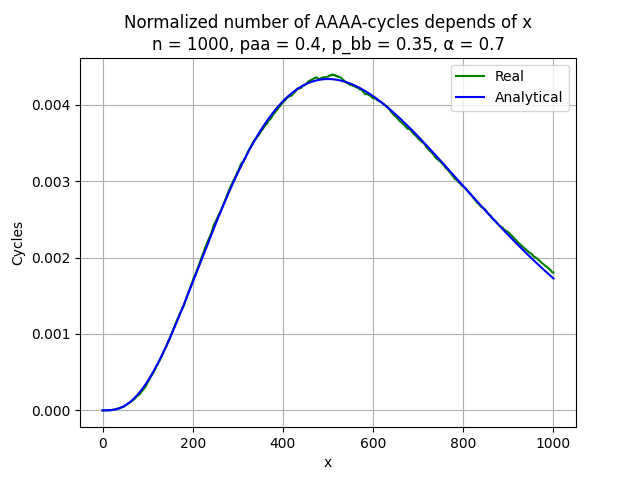 Normalized number of AAAA-cycles depends of x
n = 1000, paa = 0.4, p_bb = 0.35, α = 0.7
Real
Analytical
0.004
0.003
0.002
0.001
0.000
Cycles
0
200
400
600
800
1000
x